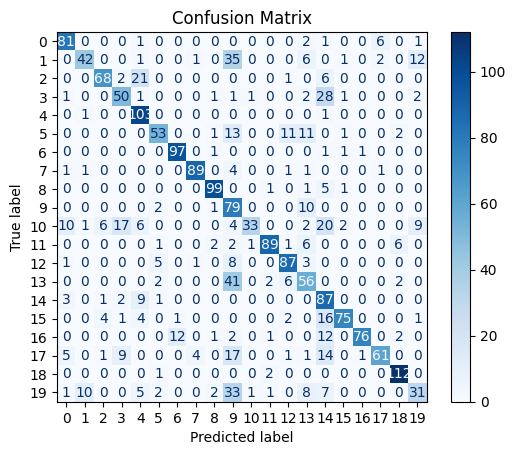 Confusion Matrix
0 81 0 0 0 1 0 0 0 0 0 0 0 0 2 1 0 0 6 0 1
1 0 42 0 0 1 0 0 1 0 35 0 0 0 6 0 1 0 2 0 12
2 0 0 68 2 21 0 0 0 0 0 0 0 1 0 6 0 0 0 0 0
3 1 0 0 50 1 0 0 0 1 1 1 0 0 2 28 1 0 0 0 2
4 0 1 0 0 103 0 0 0 0 0 0 0 0 0 1 0 0 0 0 0
5 0 0 0 0 0 53 0 0 0 13 0 0 11 11 0 1 0 0 2 0
6 0 0 0 0 0 0 97 0 1 0 0 0 0 0 0 1 1 0 0 0
7 1 1 0 0 0 0 0 89 0 4 0 0 1 1 0 0 0 1 0 0
8 0 0 0 0 0 0 0 0 99 0 0 1 0 1 5 1 0 0 0 0
9 0 0 0 0 0 2 0 0 1 79 0 0 0 10 0 0 0 0 0 0
10 10 1 6 17 6 0 0 0 0 4 33 0 0 2 20 2 0 0 0 9
11 0 0 0 0 0 1 0 0 2 2 1 89 1 6 0 0 0 0 6 0
12 1 0 0 0 0 5 0 1 0 8 0 0 87 3 0 0 0 0 0 0
13 0 0 0 0 0 2 0 0 0 41 0 2 6 56 0 0 0 0 2 0
14 3 0 1 2 9 1 0 0 0 0 0 0 0 0 87 0 0 0 0 0
15 0 0 4 1 4 0 1 0 0 0 0 0 2 0 16 75 0 1 0 0
16 0 0 0 0 0 0 12 0 1 2 0 1 0 0 2 0 76 0 2 0
17 5 0 1 9 0 0 0 4 0 17 0 0 1 1 14 0 1 61 0 0
18 0 0 0 0 0 1 0 0 0 0 0 2 0 0 0 0 0 0 112 0
19 1 10 0 0 5 2 0 0 2 33 1 1 0 8 7 0 0 0 0 31
0 1 2 3 4 5 6 7 8 9 10 11 12 13 14 15 16 17 18 19
Predicted label
True label
100
80
60
40
20
0